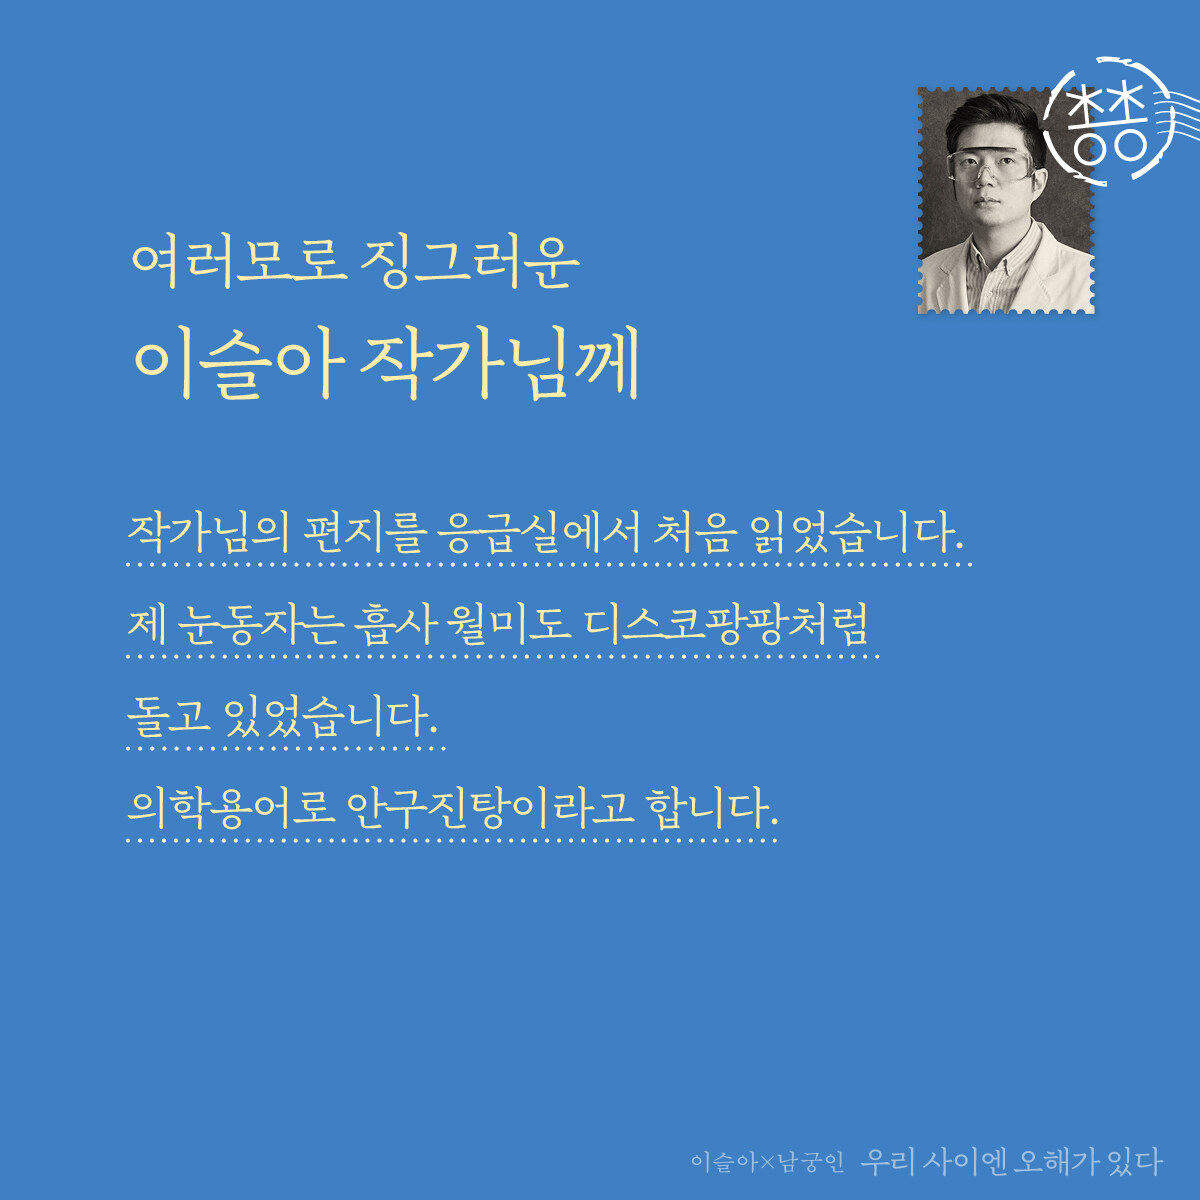 여러모로 징그러운
이슬아 작가님께
작가님의 편지를 응급실에서 처음 읽었습니다.
제 눈동자는 흡사 월미도 디스코팡팡처럼
돌고 있었습니다.
의학용어로 안구진탕이라고 합니다.
이슬아×남궁인 우리 사이엔 오해가 있다